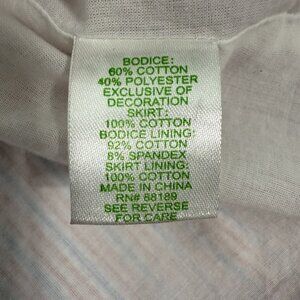 BODICE:
60% COTTON
40% POLYESTER
EXCLUSIVE OF
DECORATION
SKIRT:
100% COTTON
BODICE LINING:
92% COTTON
8% SPANDEX
SKIRT LINING:
100% COTTON
MADE IN CHINA
RN# 88189
SEE REVERSE
FOR CARE